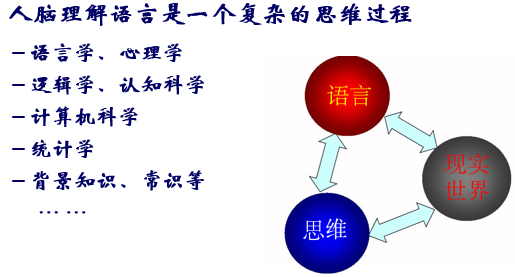 人脑理解语言是一个复杂的思维过程
－语言学、心理学
－逻辑学、认知科学
－计算机科学
－统计学
－背景知识、常识等
… …
语言
现实
世界
思维